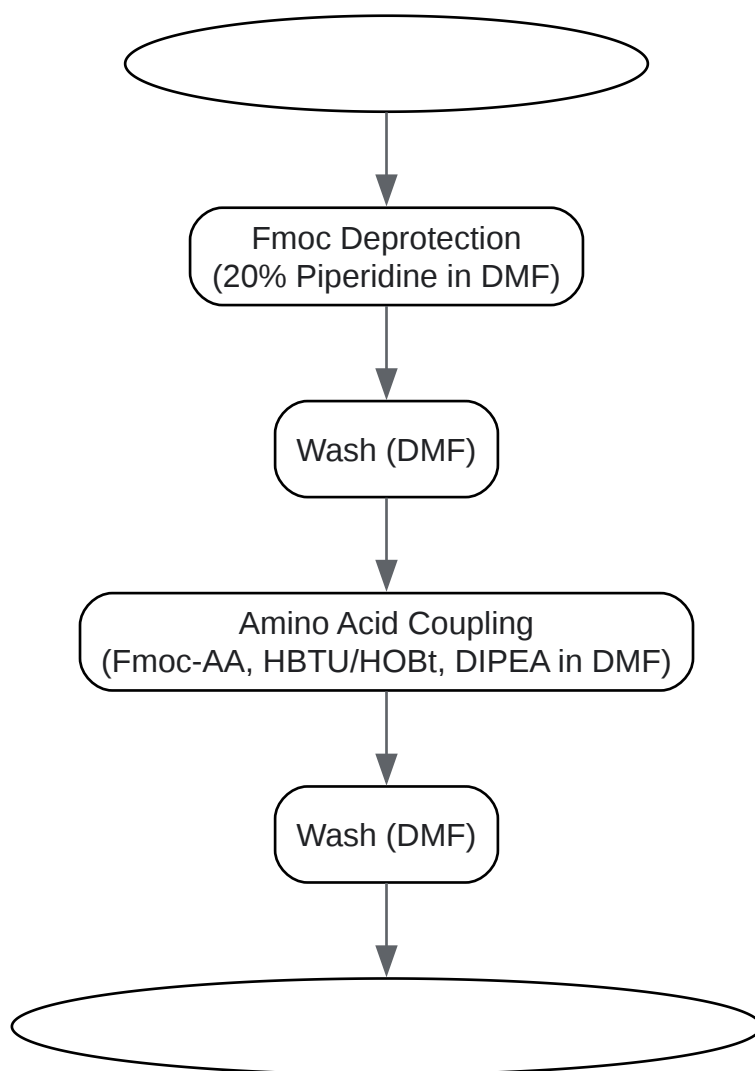 Fmoc Deprotection
(20% Piperidine in DMF)
Wash (DMF)
Amino Acid Coupling
(Fmoc-AA, HBTU/HOBt, DIPEA in DMF)
Wash (DMF)